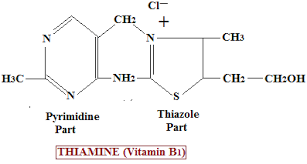 Cl—
CH2 +
N N CH3
H3C NH2 CH2 CH2OH
N S
Pyrimidine Part Thiazole Part
THIAMINE (Vitamin B1)